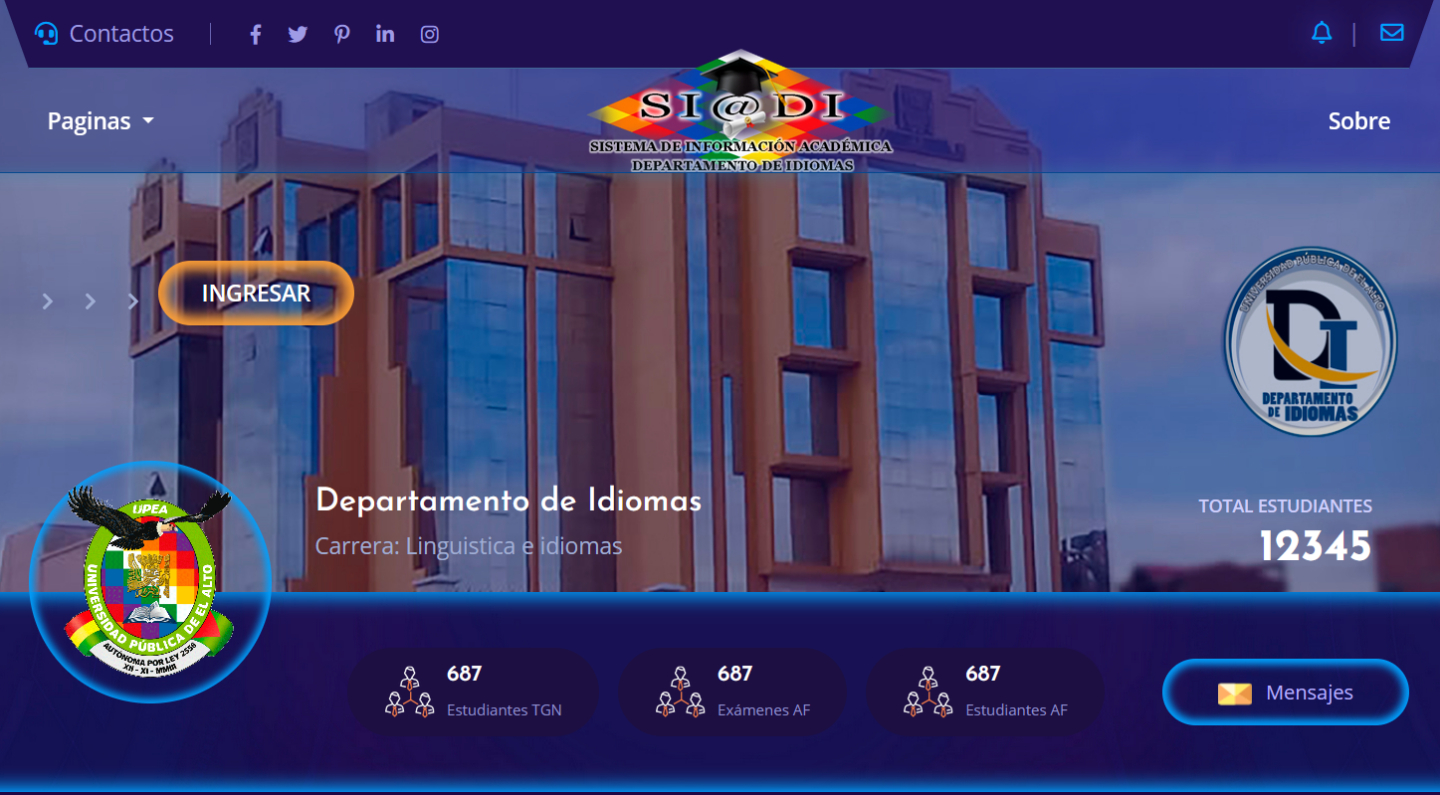 Contactos
Paginas
SI@DI
SISTEMA DE INFORMACIÓN ACADÉMICA
DEPARTAMENTO DE IDIOMAS
Sobre
INGRESAR
UNIVERSIDAD PÚBLICA DE EL ALTO
DI
DEPARTAMENTO
DE IDIOMAS
UPEA
UNIVERSIDAD PÚBLICA DE EL ALTO
AUTONOMA POR LEY 2556
XII - XI - MMIII
Departamento de Idiomas
Carrera: Linguistica e idiomas
TOTAL ESTUDIANTES
12345
687
Estudiantes TGN
687
Exámenes AF
687
Estudiantes AF
Mensajes